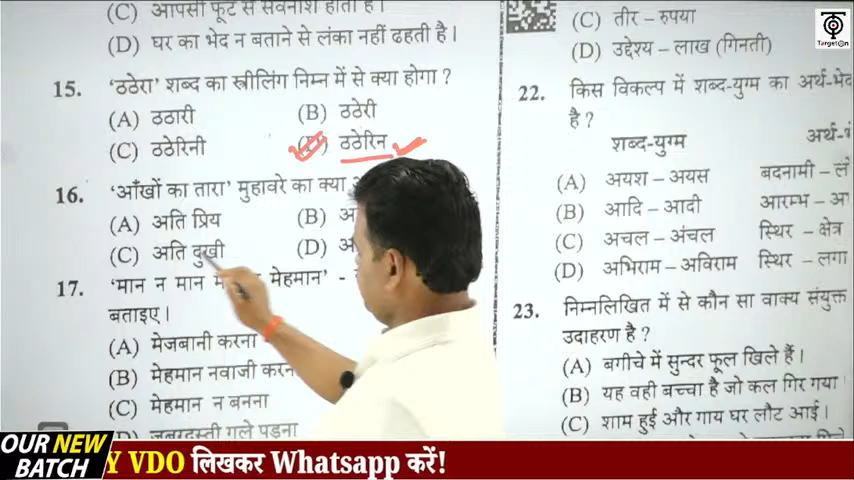 (C) आपसी फूट से सर्वनाश होता है।
(D) घर का भेद न बताने से लंका नहीं ढहती है।
15. 'ठठेरा' शब्द का स्त्रीलिंग निम्न में से क्या होगा ?
(A) ठठारी (B) ठठेरी
(C) ठठेरिनी ठठेरिन
16. 'आँखों का तारा' मुहावरे का क्या
(A) अति प्रिय (B)
(C) अति दुखी (D)
17. 'मान न मान मेहमान' -
बताइए।
(A) मेजबानी करना
(B) मेहमान नवाजी
(C) मेहमान न बनना
जबरदस्ती गले पड़ना
(C) तीर – रुपया
(D) उद्देश्य – लाख (गिनती)
22. किस विकल्प में शब्द-युग्म का
है ?
शब्द-युग्म
(A) अयश – अयस बदनामी –
(B) आदि – आदी आरम्भ –
(C) अचल – अंचल स्थिर – क्षेत्र
(D) अभिराम – अविराम स्थिर – लगा
23. निम्नलिखित में से कौन सा वाक्य संयुक्त
उदाहरण है ?
(A) बगीचे में सुन्दर फूल खिले हैं।
(B) यह वही बच्चा है जो कल गिर गया
(C) शाम हुई और गाय घर लौट आई।
TargetOn
OUR NEW
BATCH
Y VDO लिखकर Whatsapp करें!